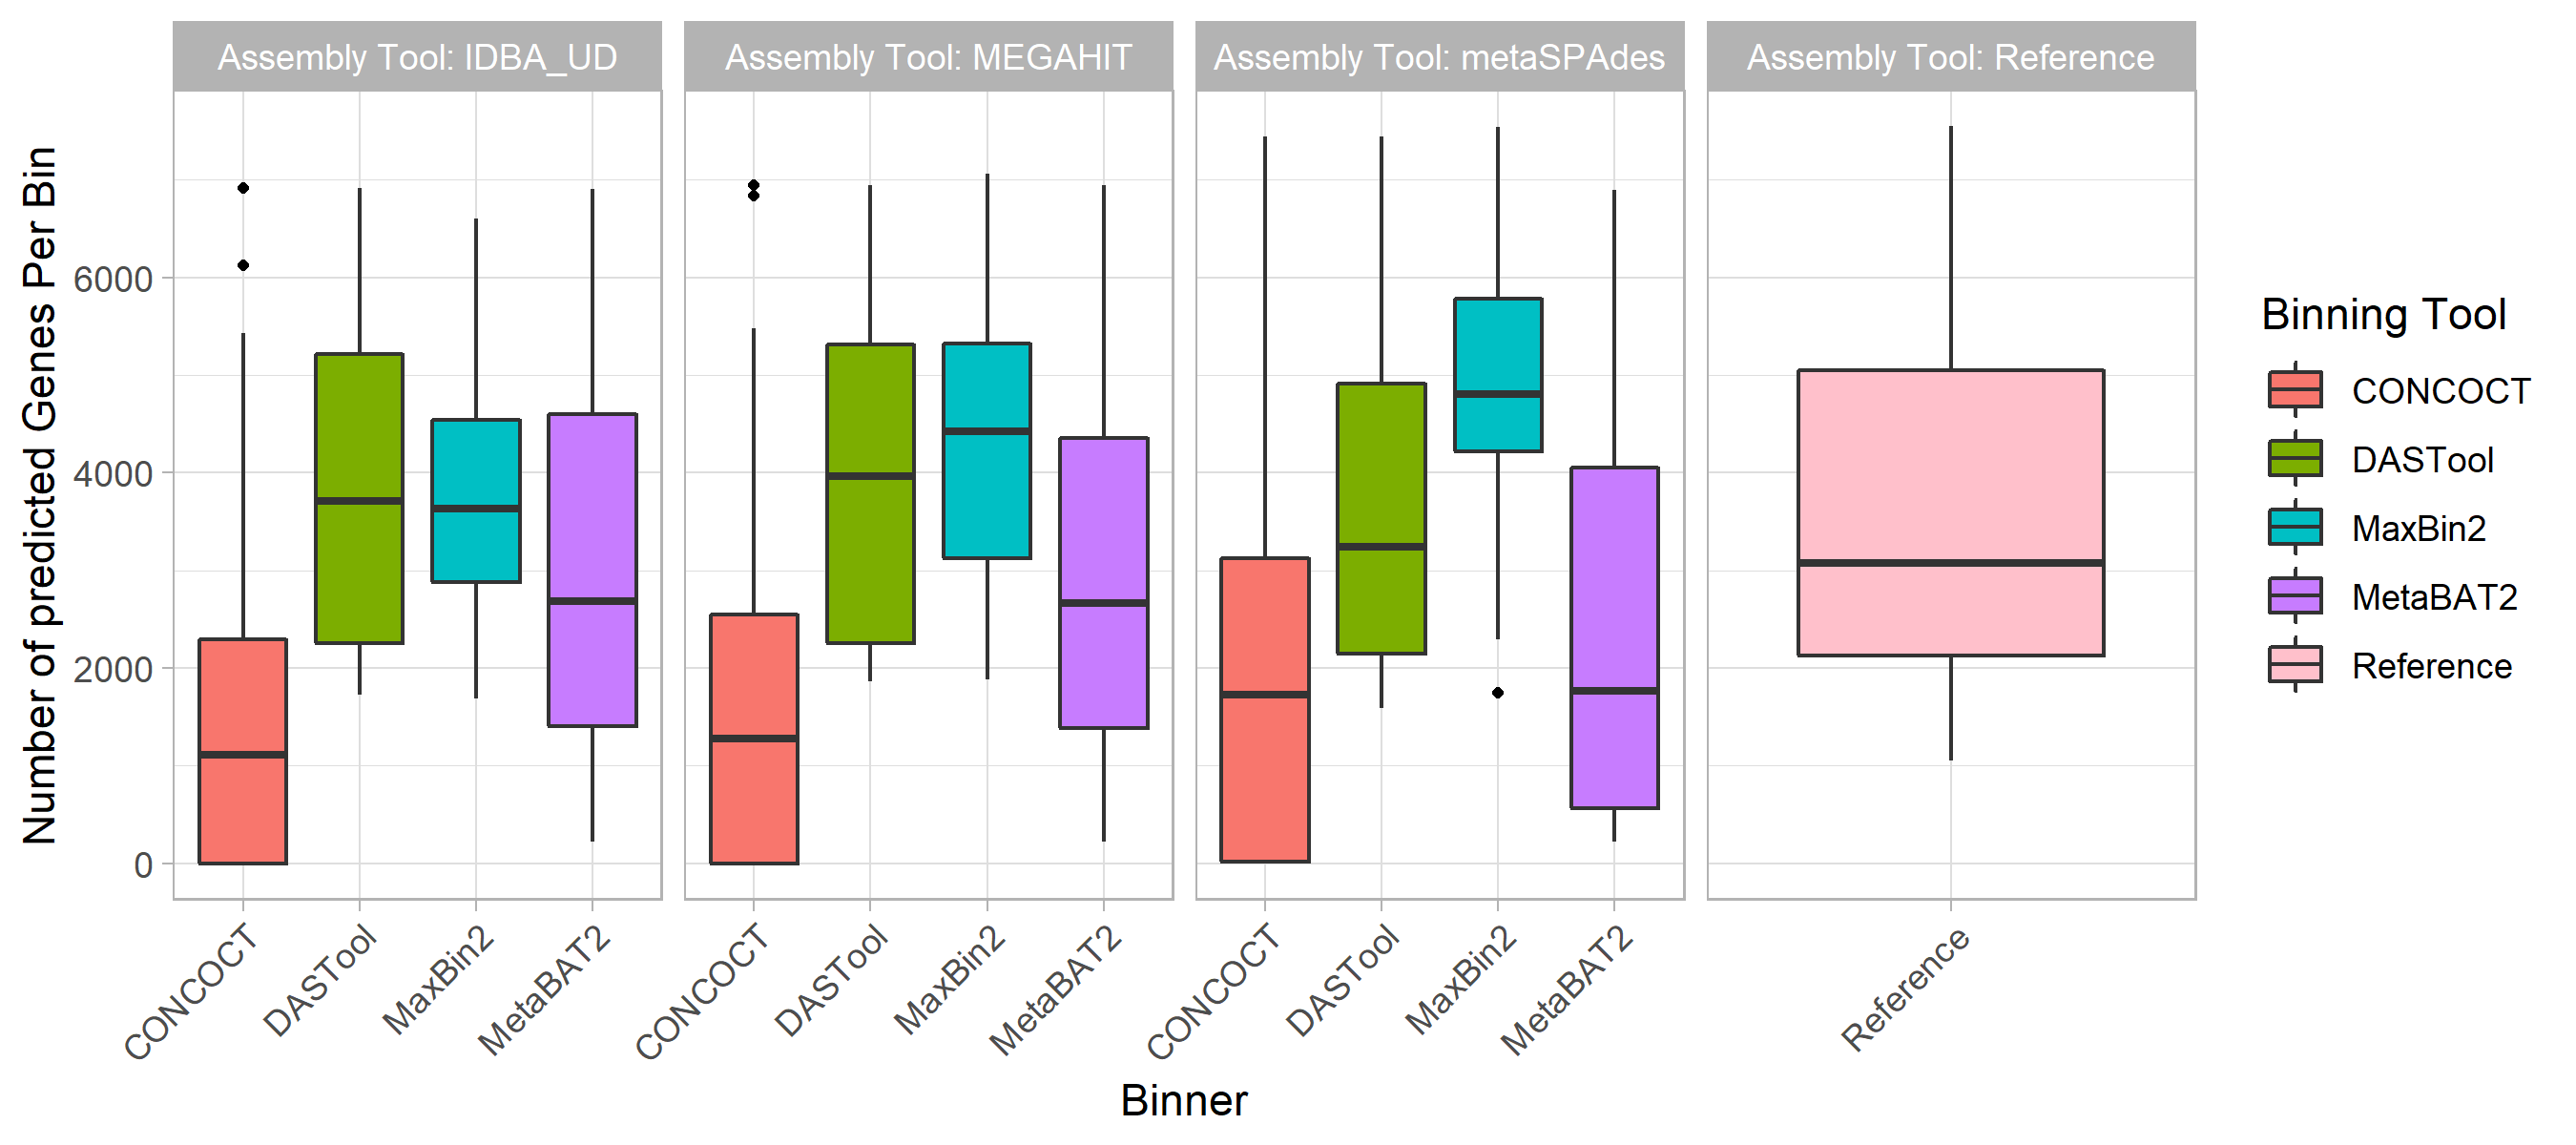 Assembly Tool: IDBA_UD
Assembly Tool: MEGAHIT
Assembly Tool: metaSPAdes
Assembly Tool: Reference
Number of predicted Genes Per Bin
6000
4000
2000
0
CONCOCT
DASTool
MaxBin2
MetaBAT2
CONCOCT
DASTool
MaxBin2
MetaBAT2
CONCOCT
DASTool
MaxBin2
MetaBAT2
Reference
Binner
Binning Tool
CONCOCT
DASTool
MaxBin2
MetaBAT2
Reference